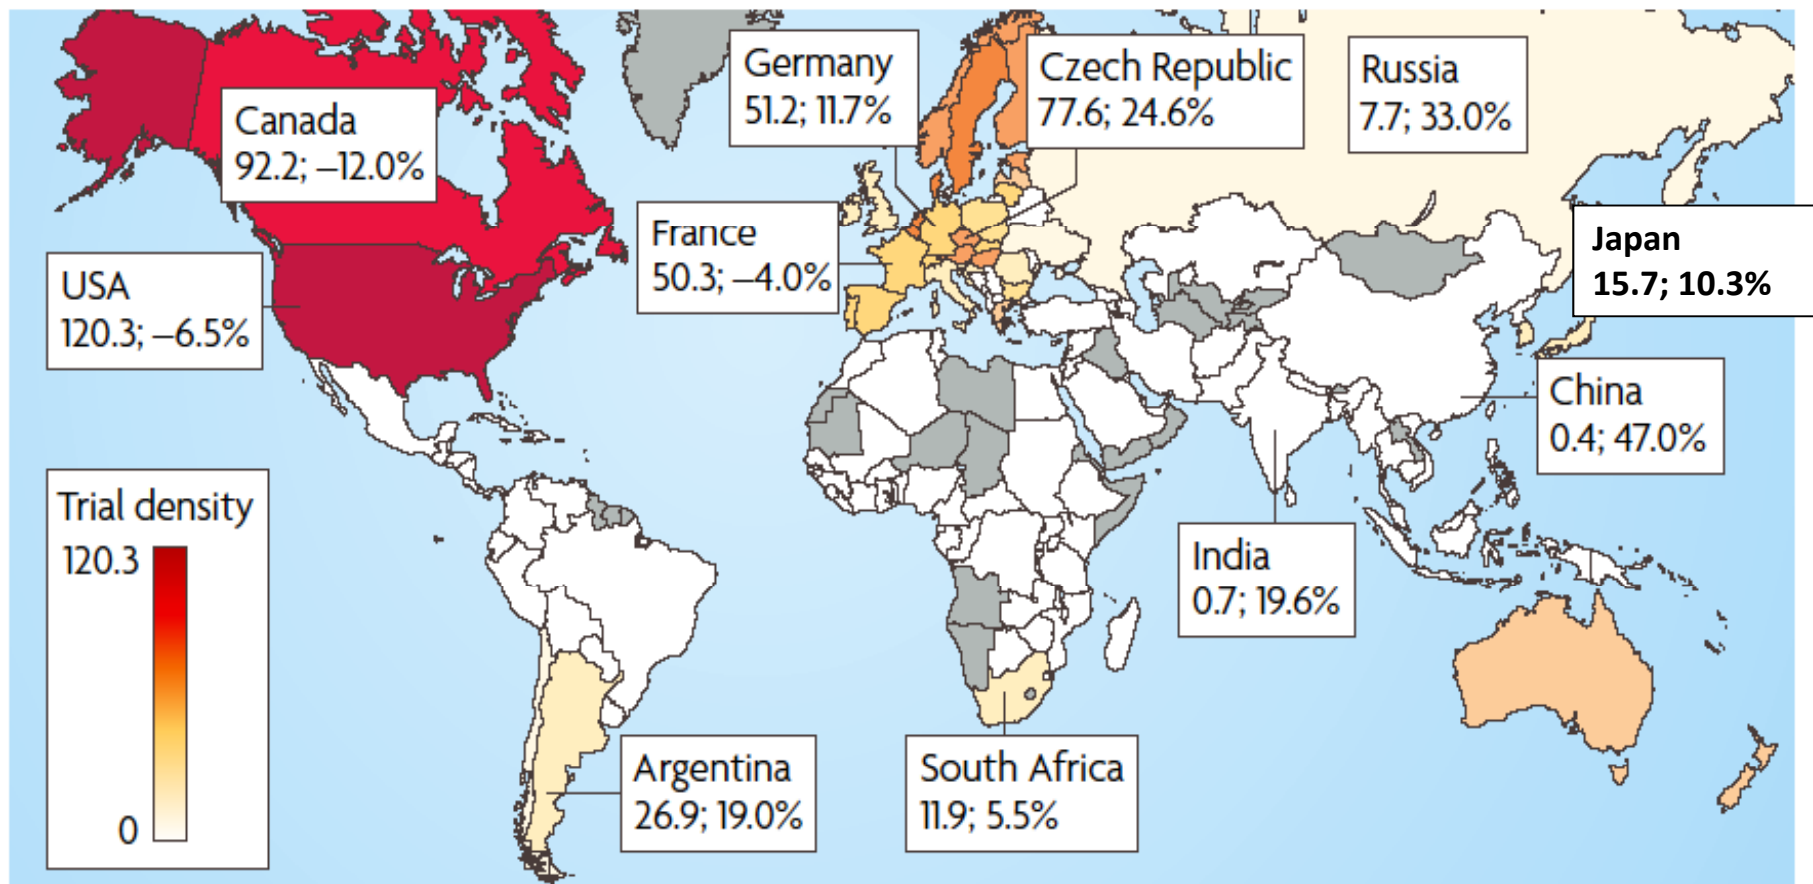 Germany
51.2; 11.7%
Czech Republic
77.6; 24.6%
Russia
7.7; 33.0%
Canada
92.2; –12.0%
France
50.3; –4.0%
Japan
15.7; 10.3%
USA
120.3; –6.5%
China
0.4; 47.0%
Trial density
120.3
0
India
0.7; 19.6%
Argentina
26.9; 19.0%
South Africa
11.9; 5.5%